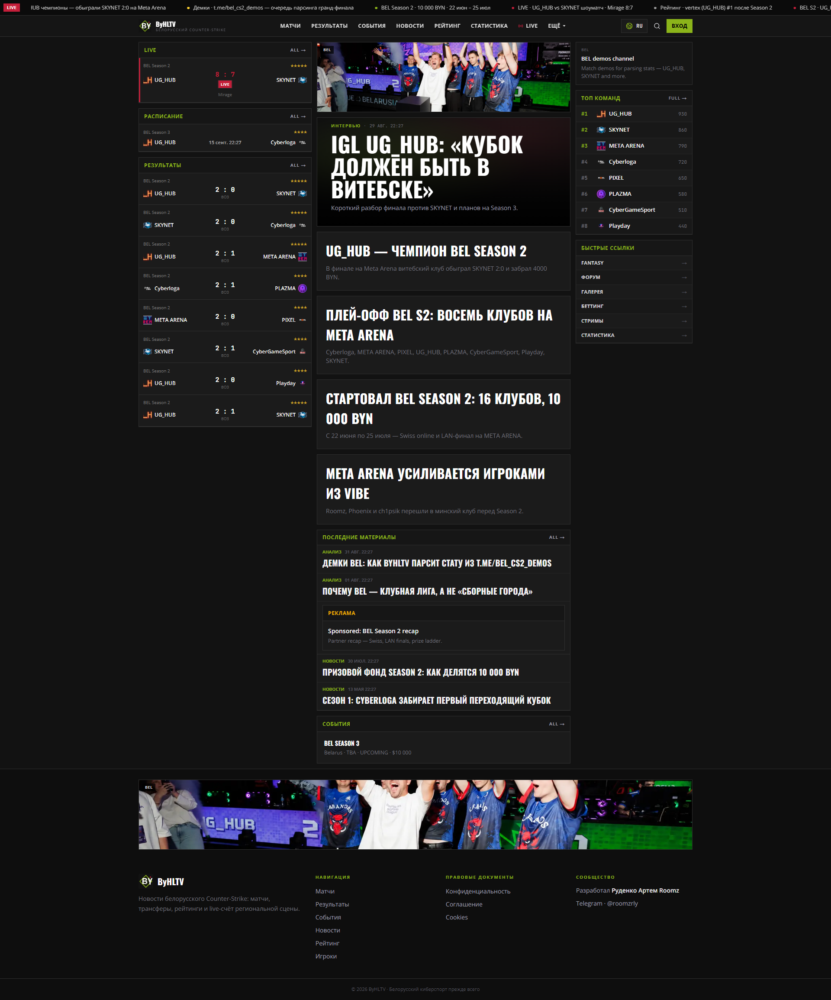 LIVE
IUB чемпионы — обыграли SKYNET 2:0 на Meta Arena
Демки · t.me/bel_cs2_demos — очередь парсинга гранд-финала
BEL Season 2 · 10 000 BYN · 22 июн – 25 июл
LIVE · UG_HUB vs SKYNET шоуматч · Mirage 8:7
Рейтинг · vertex (UG_HUB) #1 после Season 2
BEL S2 · UG_
ByHLTV
БЕЛОРУССКИЙ COUNTER-STRIKE
МАТЧИ
РЕЗУЛЬТАТЫ
СОБЫТИЯ
НОВОСТИ
РЕЙТИНГ
СТАТИСТИКА
LIVE
ЕЩЁ
RU
ВХОД
LIVE
ALL →
BEL Season 2
★★★★★
UG_HUB
8 : 7
SKYNET
LIVE
Mirage
РАСПИСАНИЕ
ALL →
BEL Season 3
★★★★
UG_HUB
15 сент. 22:27
Cyberloga
РЕЗУЛЬТАТЫ
ALL →
BEL Season 2
★★★★★
UG_HUB
2 : 0
SKYNET
BO3
BEL Season 2
★★★★★
SKYNET
2 : 0
Cyberloga
BO3
BEL Season 2
★★★★★
UG_HUB
2 : 1
META ARENA
BO3
BEL Season 2
★★★★
Cyberloga
2 : 1
PLAZMA
BO3
BEL Season 2
★★★★
META ARENA
2 : 0
PIXEL
BO3
BEL Season 2
★★★★
SKYNET
2 : 1
CyberGameSport
BO3
BEL Season 2
★★★★
UG_HUB
2 : 0
Playday
BO3
BEL Season 2
★★★★★
UG_HUB
2 : 1
SKYNET
BO3
BEL
ИНТЕРВЬЮ · 29 АВГ. 22:27
IGL UG_HUB: «КУБОК
ДОЛЖЕН БЫТЬ В
ВИТЕБСКЕ»
Короткий разбор финала против SKYNET и планов на Season 3.
UG_HUB — ЧЕМПИОН BEL SEASON 2
В финале на Meta Arena витебский клуб обыграл SKYNET 2:0 и забрал 4000
BYN.
ПЛЕЙ-ОФФ BEL S2: ВОСЕМЬ КЛУБОВ НА
META ARENA
Cyberloga, META ARENA, PIXEL, UG_HUB, PLAZMA, CyberGameSport, Playday,
SKYNET.
СТАРТОВАЛ BEL SEASON 2: 16 КЛУБОВ, 10
000 BYN
С 22 июня по 25 июля — Swiss online и LAN-финал на META ARENA.
META ARENA УСИЛИВАЕТСЯ ИГРОКАМИ
ИЗ VIBE
Roomz, Phoenix и ch1psik перешли в минский клуб перед Season 2.
ПОСЛЕДНИЕ МАТЕРИАЛЫ
ALL →
АНАЛИЗ 31 АВГ. 22:27
ДЕМКИ BEL: КАК BYHLTV ПАРСИТ СТАТУ ИЗ T.ME/BEL_CS2_DEMOS
АНАЛИЗ 01 АВГ. 22:27
ПОЧЕМУ BEL — КЛУБНАЯ ЛИГА, А НЕ «СБОРНЫЕ ГОРОДА»
РЕКЛАМА
Sponsored: BEL Season 2 recap
Partner recap — Swiss, LAN finals, prize ladder.
НОВОСТИ 30 ИЮЛ. 22:27
ПРИЗОВОЙ ФОНД SEASON 2: КАК ДЕЛЯТСЯ 10 000 BYN
НОВОСТИ 13 МАЯ 22:27
СЕЗОН 1: CYBERLOGA ЗАБИРАЕТ ПЕРВЫЙ ПЕРЕХОДЯЩИЙ КУБОК
СОБЫТИЯ
ALL →
BEL SEASON 3
Belarus · TBA · UPCOMING · $10 000
BEL
BEL demos channel
Match demos for parsing stats — UG_HUB,
SKYNET and more.
ТОП КОМАНД
FULL →
#1 UG_HUB 930
#2 SKYNET 860
#3 META ARENA 790
#4 Cyberloga 720
#5 PIXEL 650
#6 PLAZMA 580
#7 CyberGameSport 510
#8 Playday 440
БЫСТРЫЕ ССЫЛКИ
FANTASY →
ФОРУМ →
ГАЛЕРЕЯ →
БЕТТИНГ →
СТРИМЫ →
СТАТИСТИКА →
BEL
UG_HUB 2
ByHLTV
Новости белорусского Counter-Strike: матчи,
трансферы, рейтинги и live-счёт региональной сцены.
НАВИГАЦИЯ
Матчи
Результаты
События
Новости
Рейтинг
Игроки
ПРАВОВЫЕ ДОКУМЕНТЫ
Конфиденциальность
Соглашение
Cookies
СООБЩЕСТВО
Разработал Руденко Артем Roomz
Telegram · @roomzrly
© 2026 ByHLTV · Белорусский киберспорт прежде всего